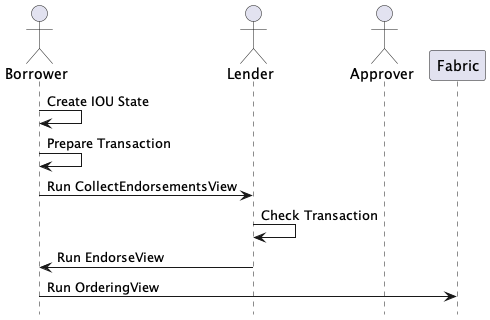 Borrower
Lender
Approver
Fabric
Create IOU State
Prepare Transaction
Run CollectEndorsementsView
Check Transaction
Run EndorseView
Run OrderingView